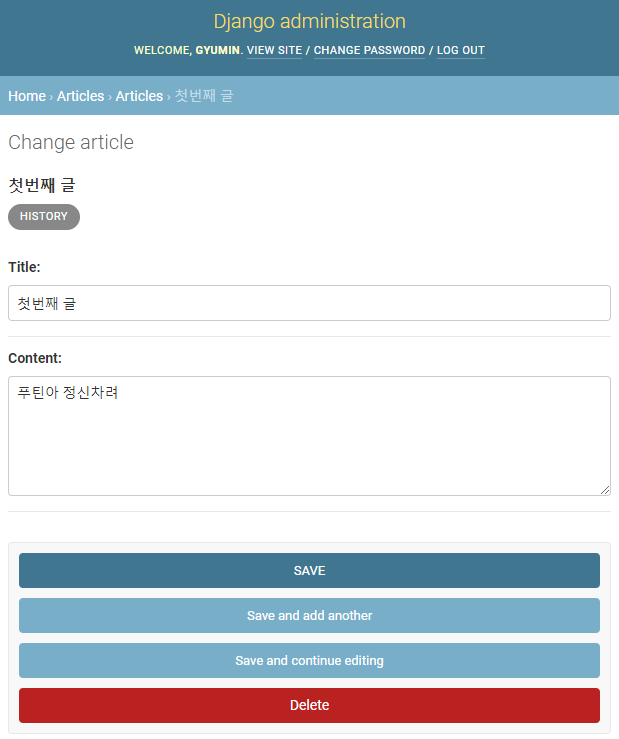 Django administration
WELCOME, GYUMIN. VIEW SITE / CHANGE PASSWORD / LOG OUT
Home › Articles › Articles › 첫번째 글
Change article
첫번째 글
HISTORY
Title:
첫번째 글
Content:
푸틴아 정신차려
SAVE
Save and add another
Save and continue editing
Delete